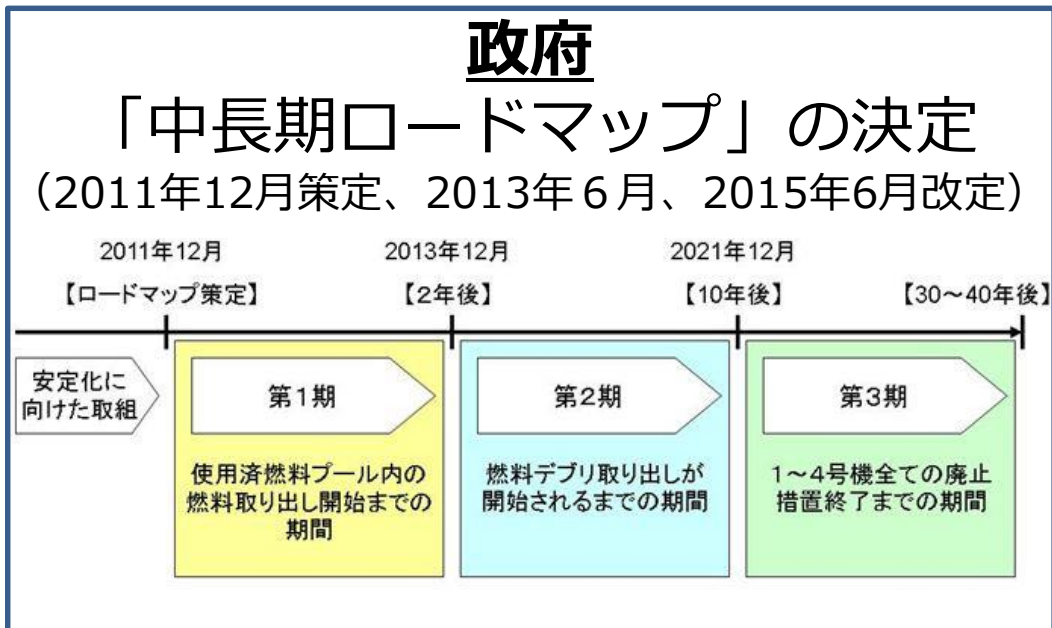 政府
「中長期ロードマップ」の決定
（2011年12月策定、2013年６月、2015年6月改定）
2011年12月 2013年12月 2021年12月
【ロードマップ策定】 【2年後】 【10年後】 【30～40年後】
安定化に
向けた取組
第１期
第２期
第３期
使用済燃料プール内の
燃料取り出し開始までの
期間
燃料デブリ取り出しが
開始されるまでの期間
１～４号機全ての廃止
措置終了までの期間